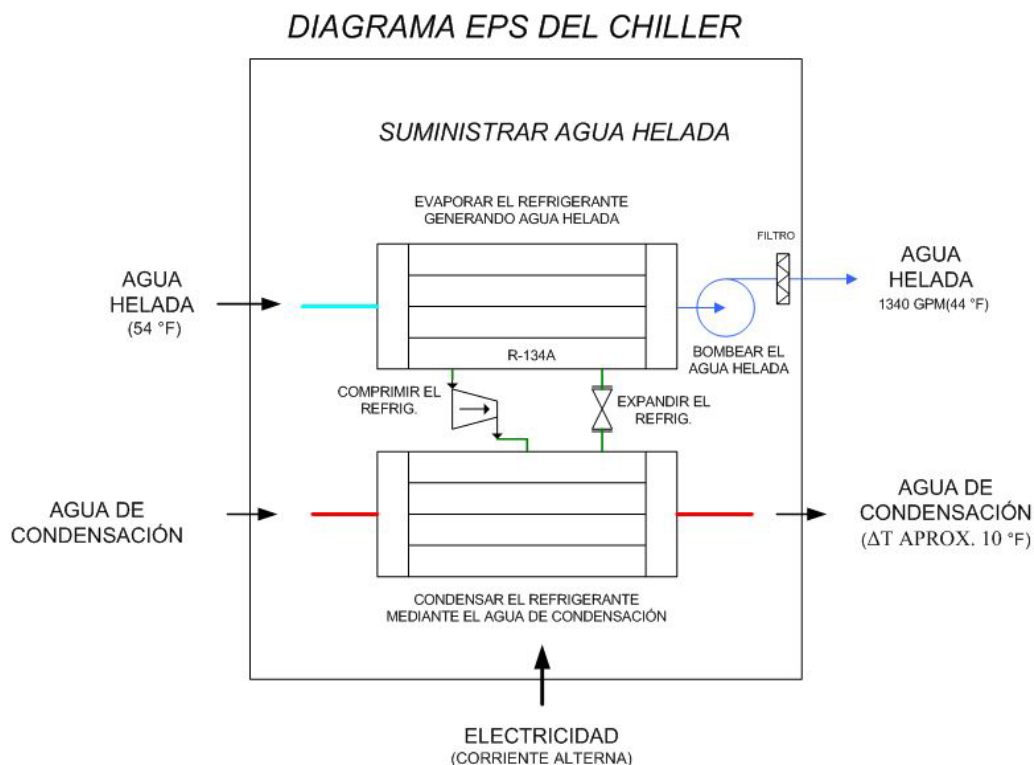 DIAGRAMA EPS DEL CHILLER
SUMINISTRAR AGUA HELADA
EVAPORAR EL REFRIGERANTE
GENERANDO AGUA HELADA
FILTRO
AGUA
HELADA
(54 °F)
AGUA
HELADA
1340 GPM(44 °F)
R-134A
BOMBEAR EL
AGUA HELADA
COMPRIMIR EL
REFRIG.
EXPANDIR EL
REFRIG.
AGUA DE
CONDENSACIÓN
AGUA DE
CONDENSACIÓN
(ΔT APROX. 10 °F)
CONDENSAR EL REFRIGERANTE
MEDIANTE EL AGUA DE CONDENSACIÓN
ELECTRICIDAD
(CORRIENTE ALTERNA)